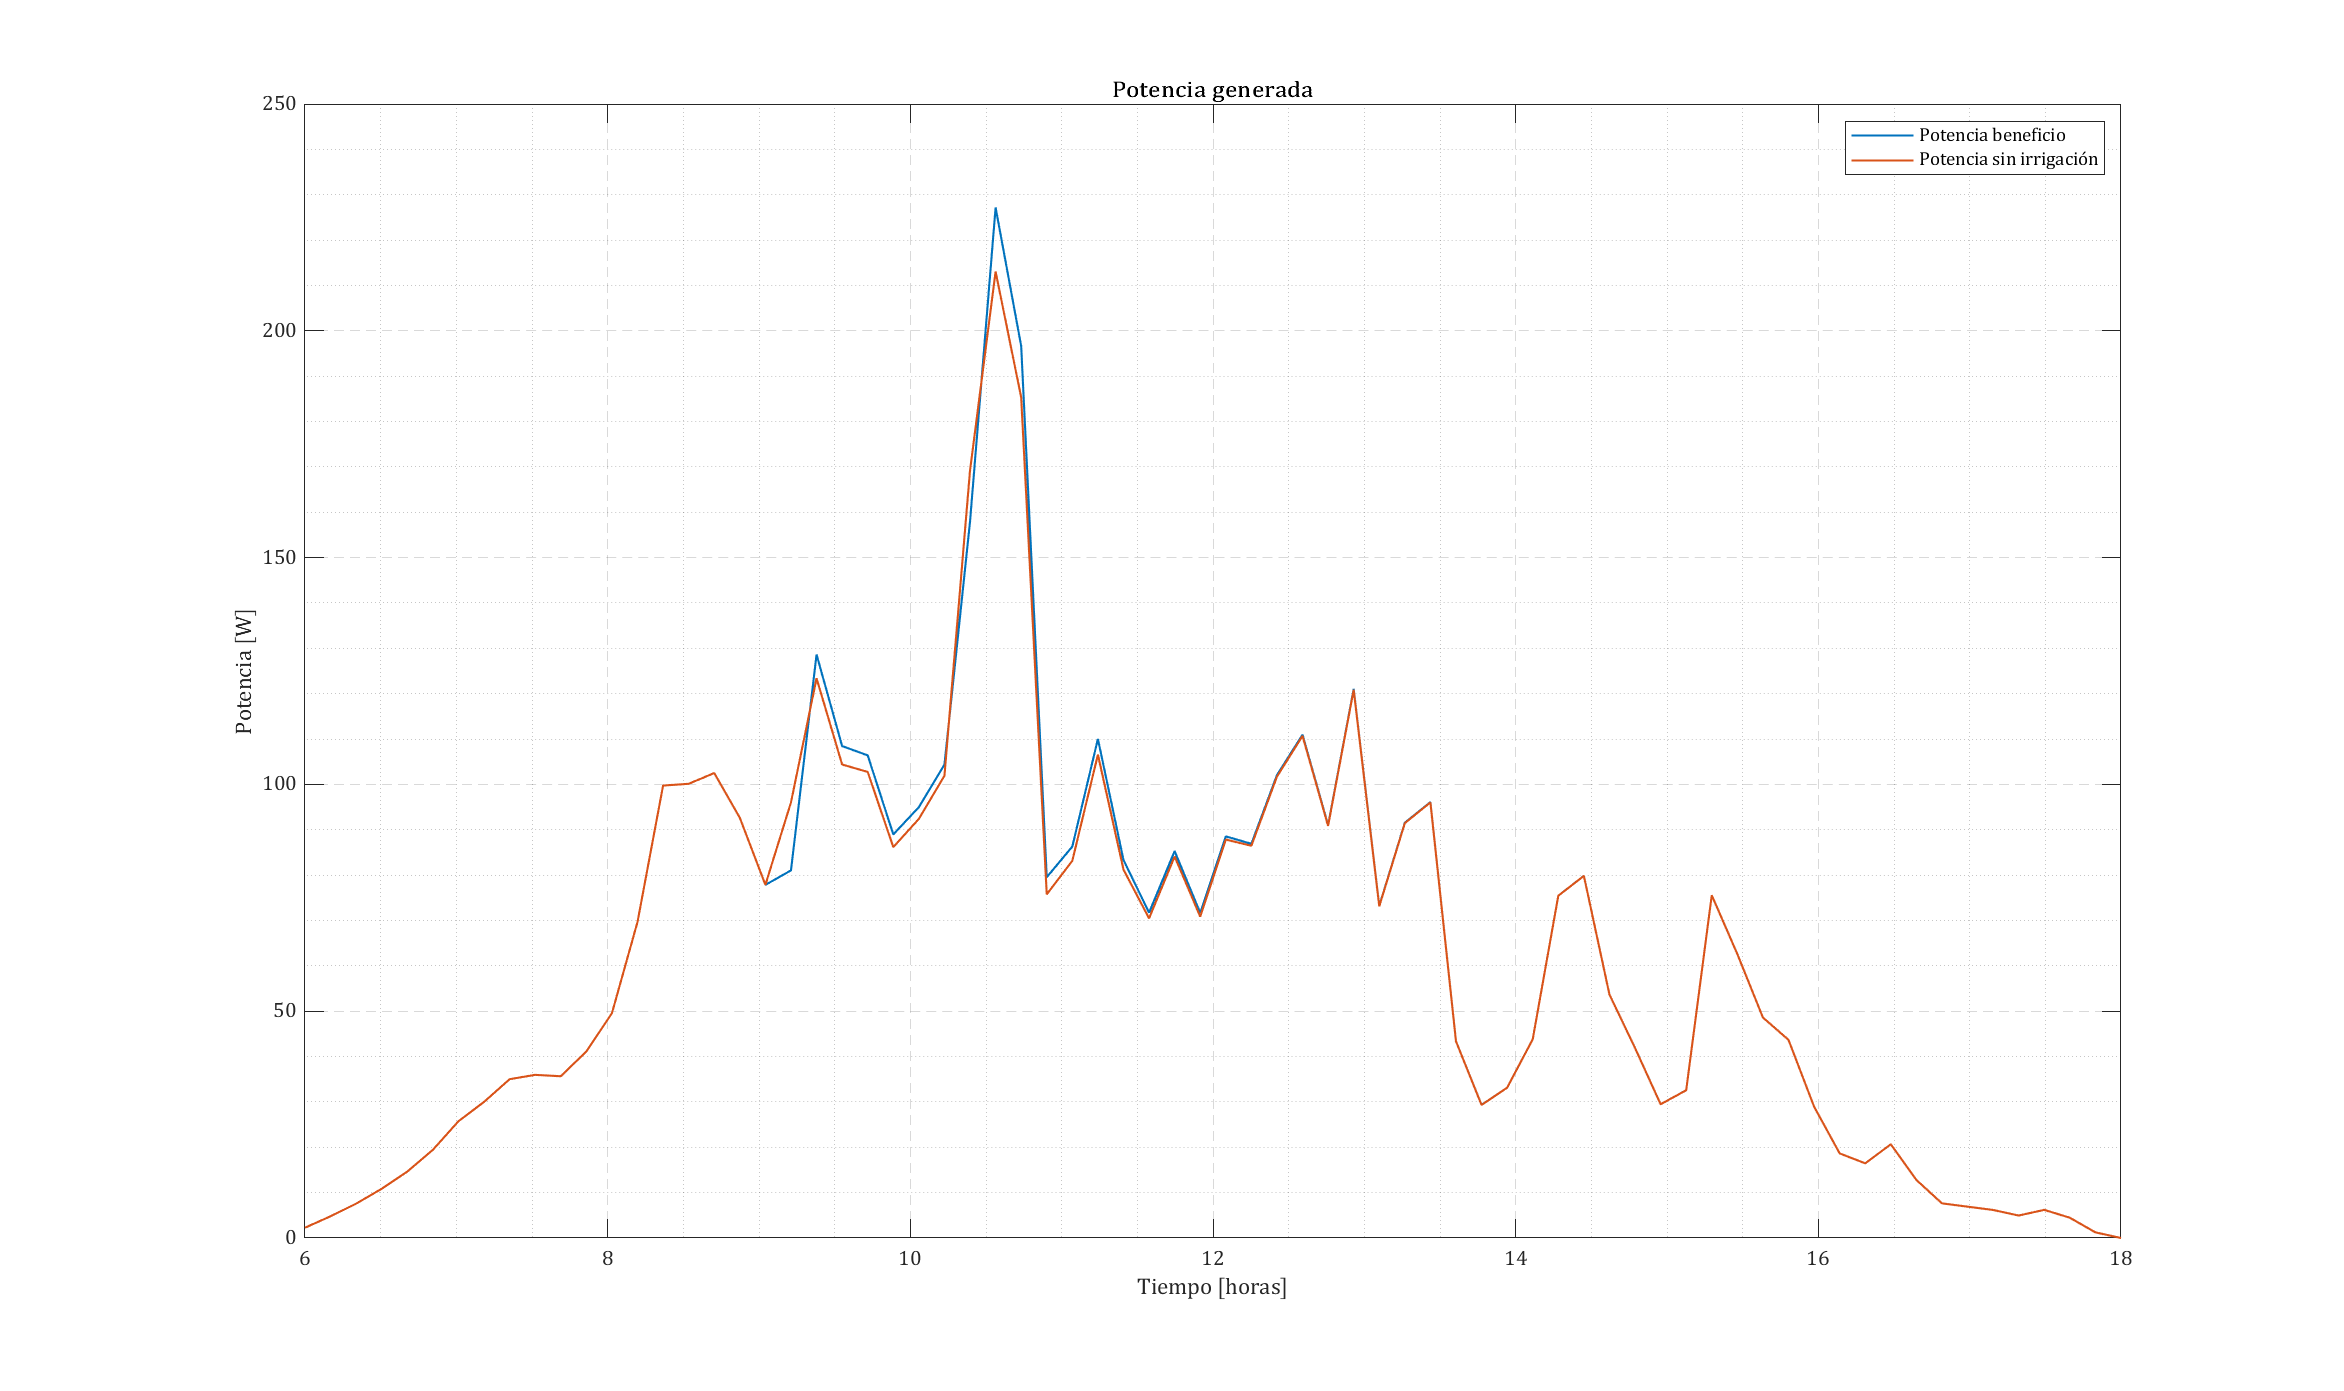 Potencia generada
250
200
150
100
50
0
Potencia [W]
Potencia beneficio
Potencia sin irrigación
6 8 10 12 14 16 18
Tiempo [horas]